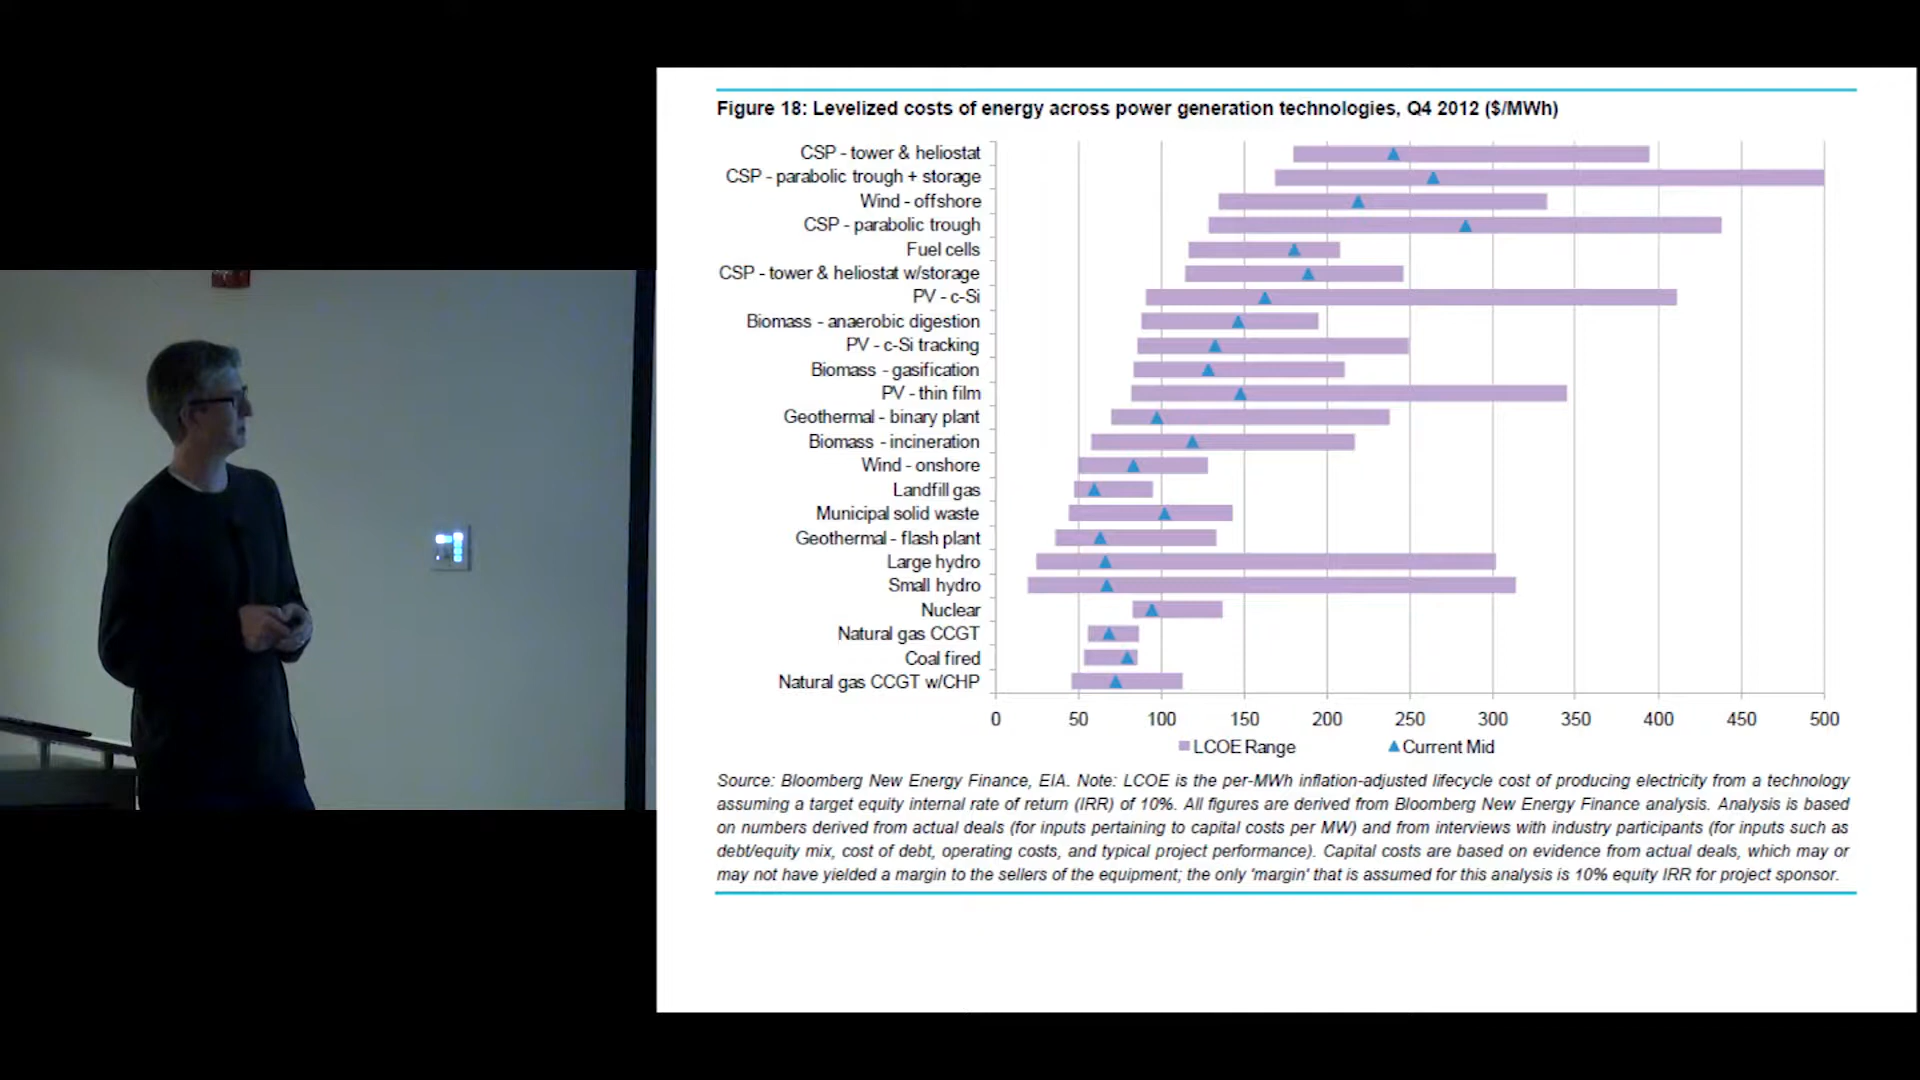 Figure 18: Levelized costs of energy across power generation technologies, Q4 2012 ($/MWh)
CSP - tower & heliostat
CSP - parabolic trough + storage
Wind - offshore
CSP - parabolic trough
Fuel cells
CSP - tower & heliostat w/storage
PV - c-Si
Biomass - anaerobic digestion
PV - c-Si tracking
Biomass - gasification
PV - thin film
Geothermal - binary plant
Biomass - incineration
Wind - onshore
Landfill gas
Municipal solid waste
Geothermal - flash plant
Large hydro
Small hydro
Nuclear
Natural gas CCGT
Coal fired
Natural gas CCGT w/CHP
0 50 100 150 200 250 300 350 400 450 500
LCOE Range Current Mid
Source: Bloomberg New Energy Finance, EIA. Note: LCOE is the per-MWh inflation-adjusted lifecycle cost of producing electricity from a technology
assuming a target equity internal rate of return (IRR) of 10%. All figures are derived from Bloomberg New Energy Finance analysis. Analysis is based
on numbers derived from actual deals (for inputs pertaining to capital costs per MW) and from interviews with industry participants (for inputs such as
debt/equity mix, cost of debt, operating costs, and typical project performance). Capital costs are based on evidence from actual deals, which may or
may not have yielded a margin to the sellers of the equipment; the only 'margin' that is assumed for this analysis is 10% equity IRR for project sponsor.